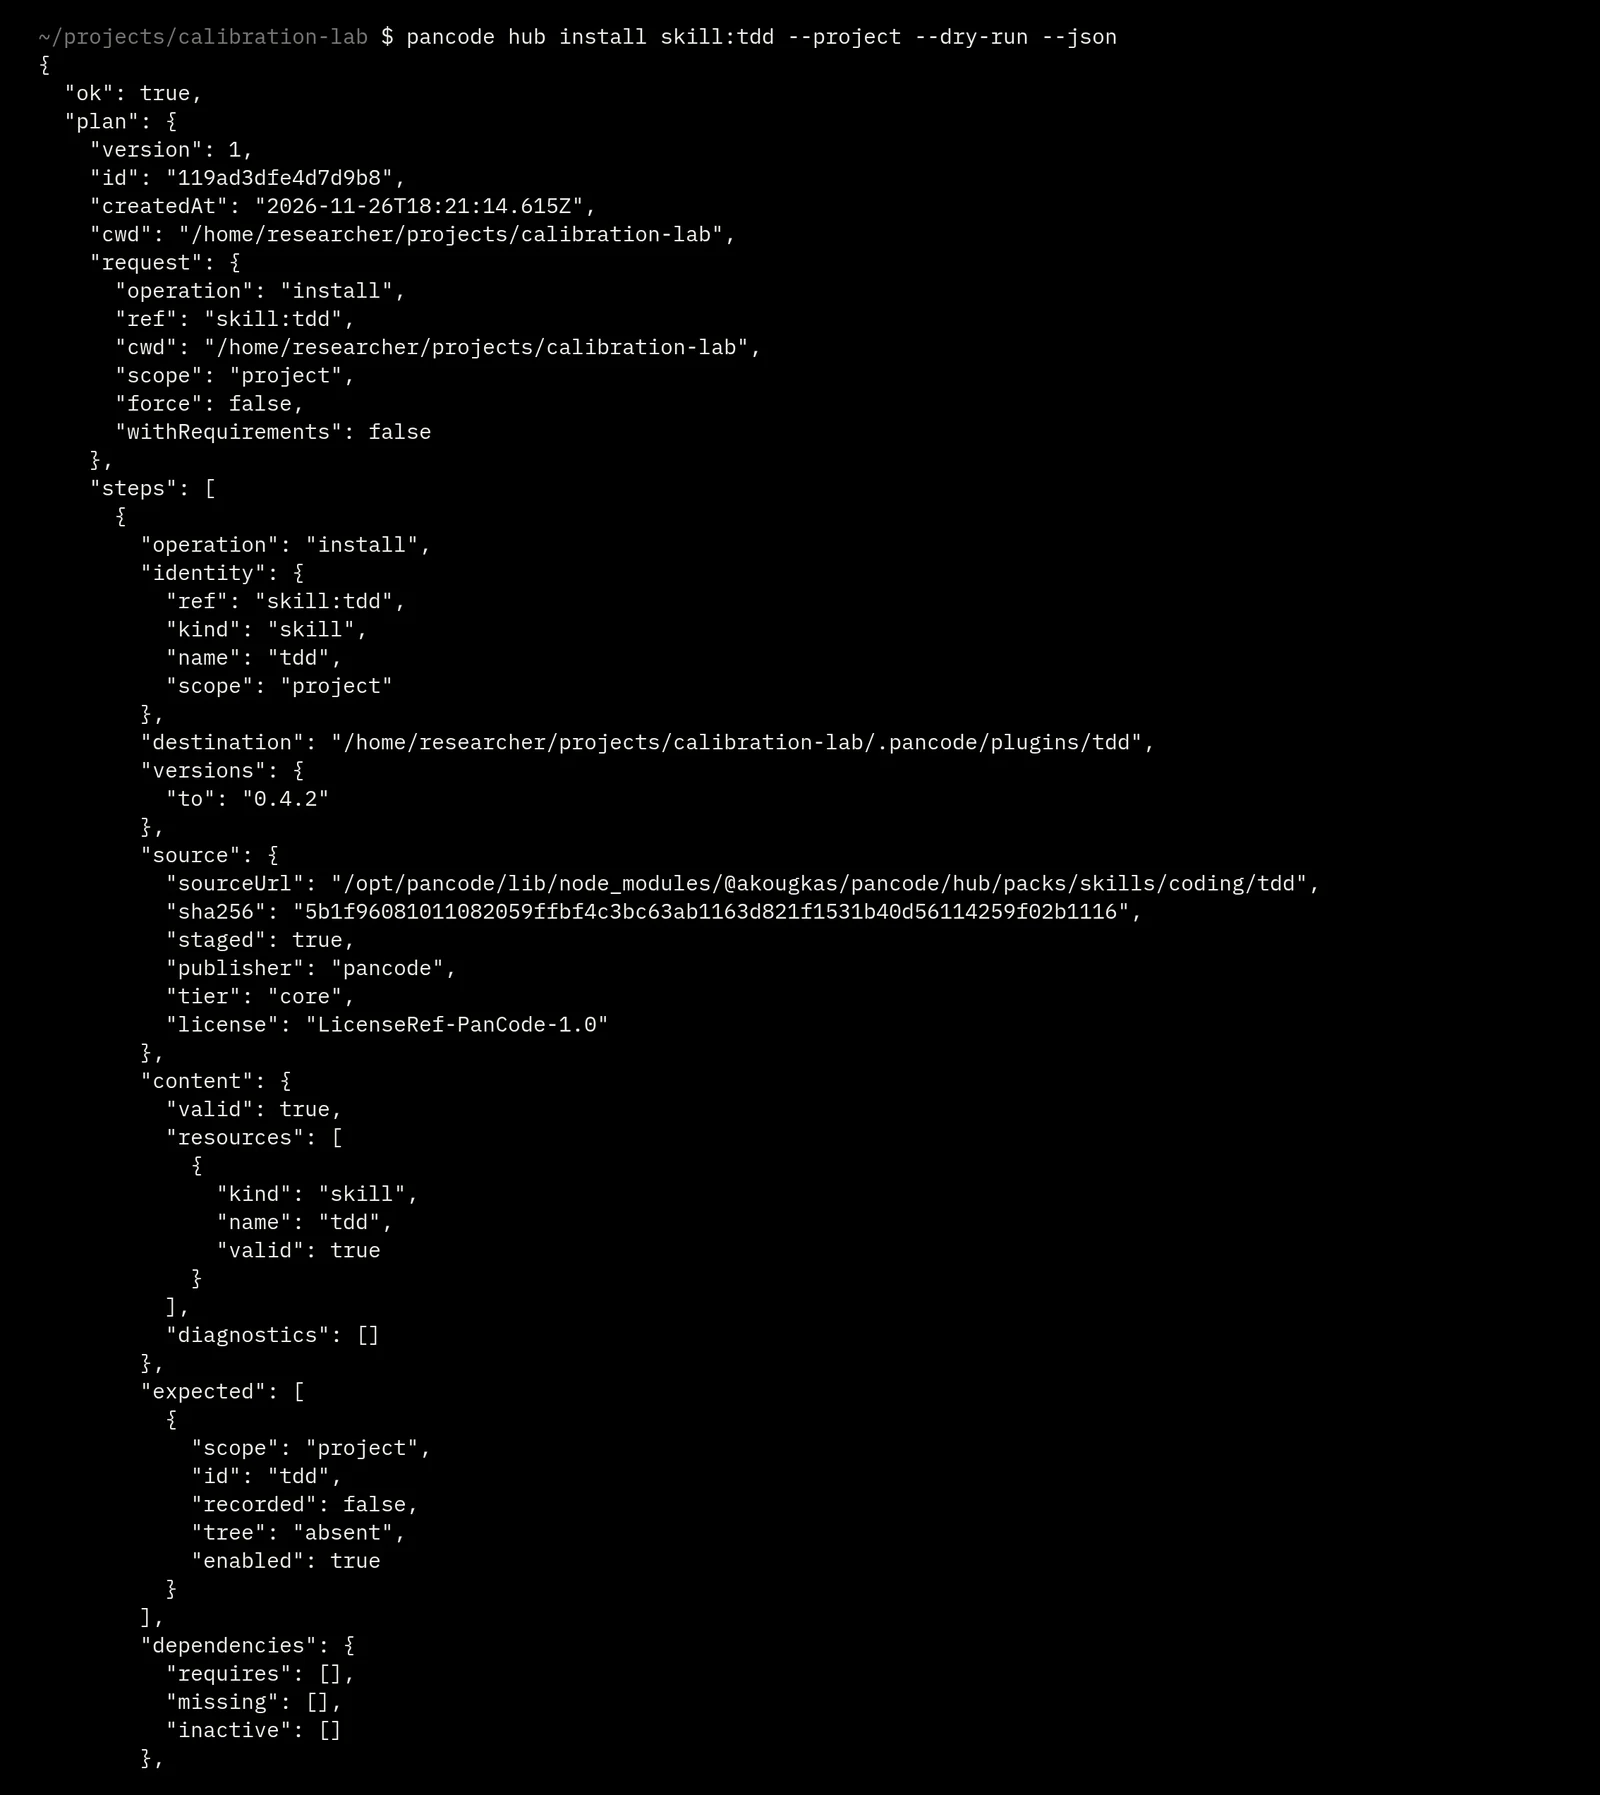 ~/projects/calibration-lab $ pancode hub install skill:tdd --project --dry-run --json
{
  "ok": true,
  "plan": {
    "version": 1,
    "id": "119ad3dfe4d7d9b8",
    "createdAt": "2026-11-26T18:21:14.615Z",
    "cwd": "/home/researcher/projects/calibration-lab",
    "request": {
      "operation": "install",
      "ref": "skill:tdd",
      "cwd": "/home/researcher/projects/calibration-lab",
      "scope": "project",
      "force": false,
      "withRequirements": false
    },
    "steps": [
      {
        "operation": "install",
        "identity": {
          "ref": "skill:tdd",
          "kind": "skill",
          "name": "tdd",
          "scope": "project"
        },
        "destination": "/home/researcher/projects/calibration-lab/.pancode/plugins/tdd",
        "versions": {
          "to": "0.4.2"
        },
        "source": {
          "sourceUrl": "/opt/pancode/lib/node_modules/@akougkas/pancode/hub/packs/skills/coding/tdd",
          "sha256": "5b1f96081011082059ffbf4c3bc63ab1163d821f1531b40d56114259f02b1116",
          "staged": true,
          "publisher": "pancode",
          "tier": "core",
          "license": "LicenseRef-PanCode-1.0"
        },
        "content": {
          "valid": true,
          "resources": [
            {
              "kind": "skill",
              "name": "tdd",
              "valid": true
            }
          ],
          "diagnostics": []
        },
        "expected": [
          {
            "scope": "project",
            "id": "tdd",
            "recorded": false,
            "tree": "absent",
            "enabled": true
          }
        ],
        "dependencies": {
          "requires": [],
          "missing": [],
          "inactive": []
        },